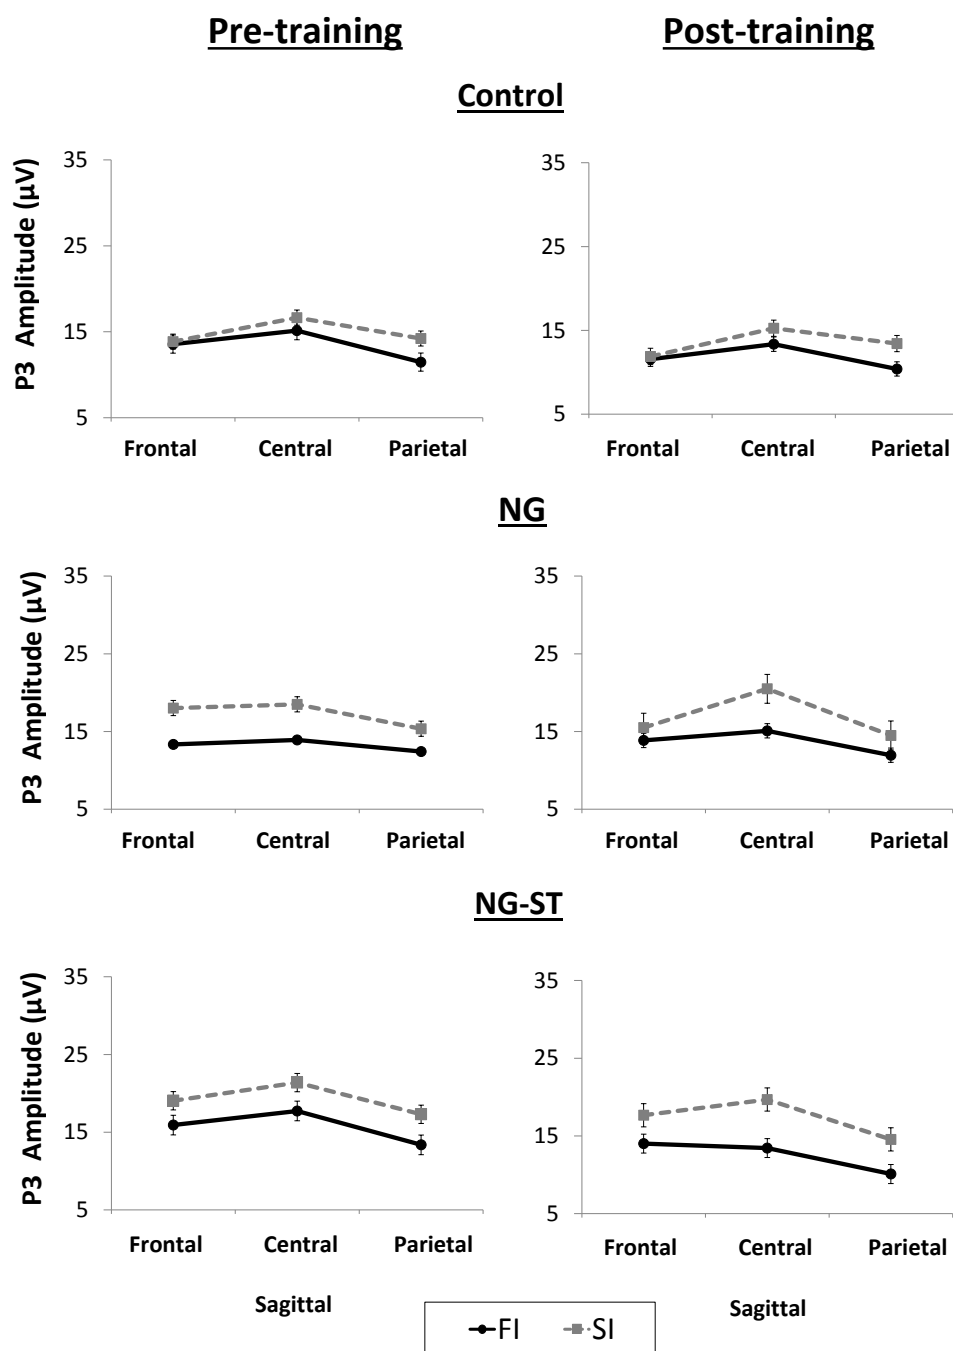 Pre-training Post-training
Control
P3 Amplitude (µV)
35 35
25 25
15 15
5 5
Frontal Central Parietal Frontal Central Parietal
NG
P3 Amplitude (µV)
35 35
25 25
15 15
5 5
Frontal Central Parietal Frontal Central Parietal
NG-ST
P3 Amplitude (µV)
35 35
25 25
15 15
5 5
Frontal Central Parietal Frontal Central Parietal
Sagittal Sagittal
FI SI